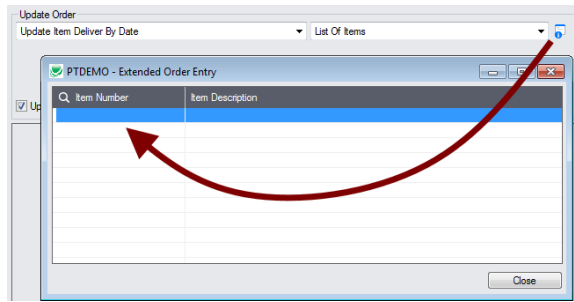 Update Order
Update Item Deliver By Date
List Of Items
PTDEMO - Extended Order Entry
Item Number
Item Description
Up
Close